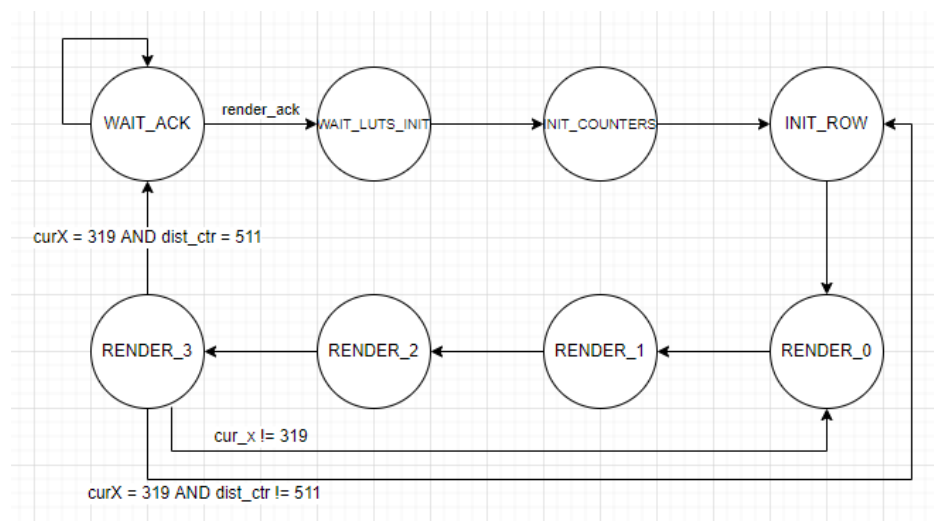 WAIT_ACK
render_ack
WAIT_LUTS_INIT
INIT_COUNTERS
INIT_ROW
curX = 319 AND dist_ctr = 511
RENDER_3
RENDER_2
RENDER_1
RENDER_0
cur_x != 319
curX = 319 AND dist_ctr != 511